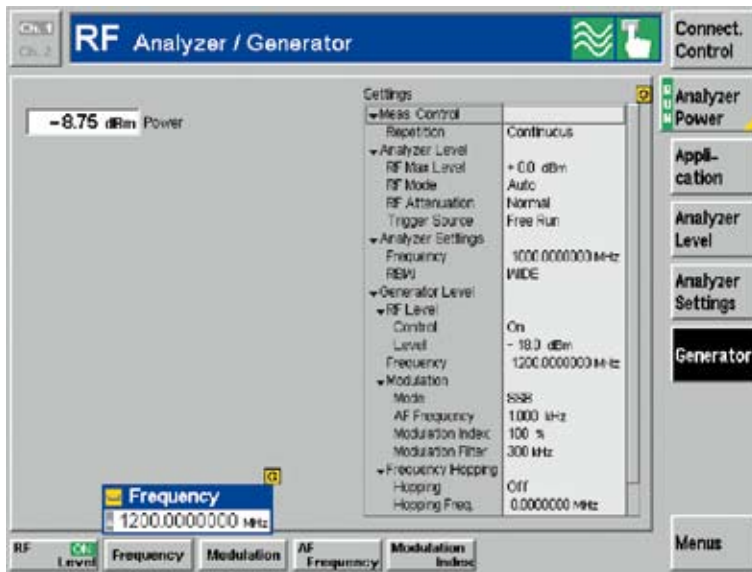 Ch. 1
Ch. 2
RF Analyzer / Generator
Connect.
Control
-8.75 dBm Power
Settings
RUN
Analyzer
Power
Meas Control
Repetition Continuous
Analyzer Level
RF Max Level + 0.0 dBm
RF Mode Auto
RF Attenuation Normal
Trigger Source Free Run
Analyzer Settings
Frequency 1000.0000000 MHz
RBW WIDE
Generator Level
RF Level
Control On
Level - 18.0 dBm
Frequency 1200.0000000 MHz
Modulation
Mode SSB
AF Frequency 1.000 kHz
Modulation Index 100 %
Modulation Filter 300 kHz
Frequency Hopping
Hopping Off
Hopping Freq. 0.0000000 MHz
Appli-
cation
Analyzer
Level
Analyzer
Settings
Generator
Frequency
1200.0000000 MHz
RF ON
Level
Frequency
Modulation
AF
Frequency
Modulation
Index
Menus